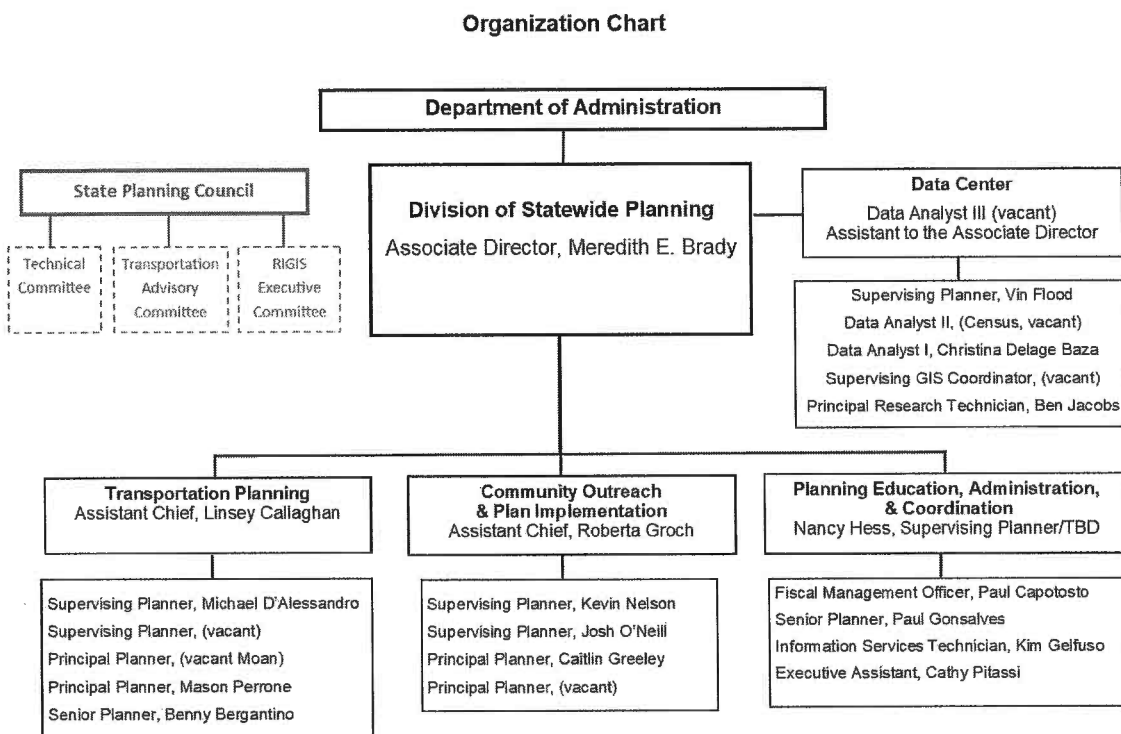 Organization Chart
Department of Administration
State Planning Council
Technical
Committee
Transportation
Advisory
Committee
RIGIS
Executive
Committee
Division of Statewide Planning
Associate Director, Meredith E. Brady
Data Center
Data Analyst III (vacant)
Assistant to the Associate Director
Supervising Planner, Vin Flood
Data Analyst II, (Census, vacant)
Data Analyst I, Christina Delage Baza
Supervising GIS Coordinator, (vacant)
Principal Research Technician, Ben Jacobs
Transportation Planning
Assistant Chief, Linsey Callaghan
Supervising Planner, Michael D'Alessandro
Supervising Planner, (vacant)
Principal Planner, (vacant Moan)
Principal Planner, Mason Perrone
Senior Planner, Benny Bergantino
Community Outreach
& Plan Implementation
Assistant Chief, Roberta Groch
Supervising Planner, Kevin Nelson
Supervising Planner, Josh O'Neill
Principal Planner, Caitlin Greeley
Principal Planner, (vacant)
Planning Education, Administration,
& Coordination
Nancy Hess, Supervising Planner/TBD
Fiscal Management Officer, Paul Capotosto
Senior Planner, Paul Gonsalves
Information Services Technician, Kim Gelfuso
Executive Assistant, Cathy Pitassi